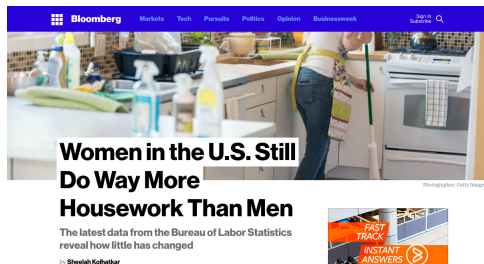 Bloomberg
Markets Tech Pursuits Politics Opinion Businessweek
Sign In
Subscribe
Photographer: Getty Image
Women in the U.S. Still
Do Way More
Housework Than Men
The latest data from the Bureau of Labor Statistics
reveal how little has changed
by Sheelah Kolhatkar
FAST
TRACK
INSTANT
ANSWERS